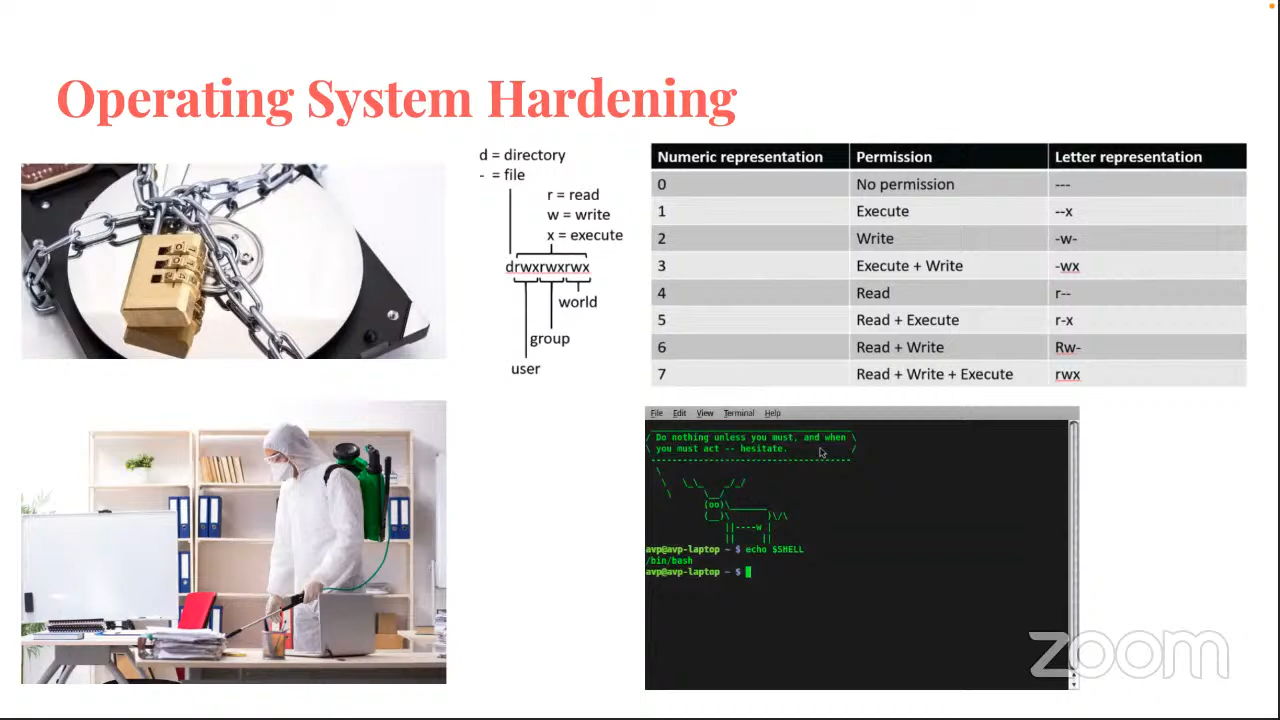 Operating System Hardening
d = directory
- = file
r = read
w = write
x = execute
drwxrwxrwx
world
group
user
Numeric representation Permission Letter representation
0 No permission ---
1 Execute --x
2 Write -w-
3 Execute + Write -wx
4 Read r--
5 Read + Execute r-x
6 Read + Write Rw-
7 Read + Write + Execute rwx
File Edit View Terminal Help
/ Do nothing unless you must, and when \
\ you must act -- hesitate. /
(oo)\_______
(__)\ )\/\
||----w |
|| ||
avp@avp-laptop ~ $ echo $SHELL
/bin/bash
avp@avp-laptop ~ $
zoom